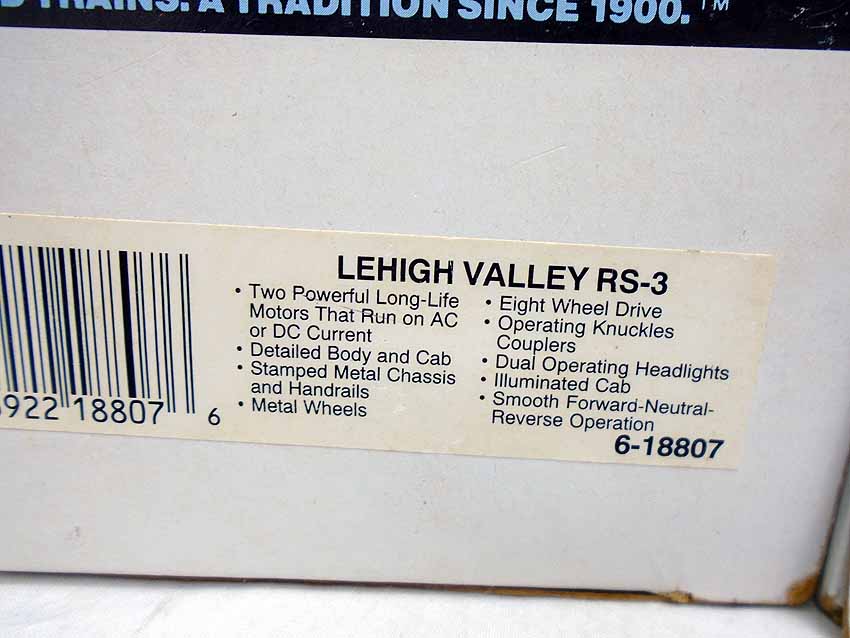 TRAINS. A TRADITION SINCE 1900.™
LEHIGH VALLEY RS-3
• Two Powerful Long-Life
Motors That Run on AC
or DC Current
• Detailed Body and Cab
• Stamped Metal Chassis
and Handrails
• Metal Wheels
• Eight Wheel Drive
• Operating Knuckles
Couplers
• Dual Operating Headlights
• Illuminated Cab
• Smooth Forward-Neutral-
Reverse Operation
6-18807
922 18807 6